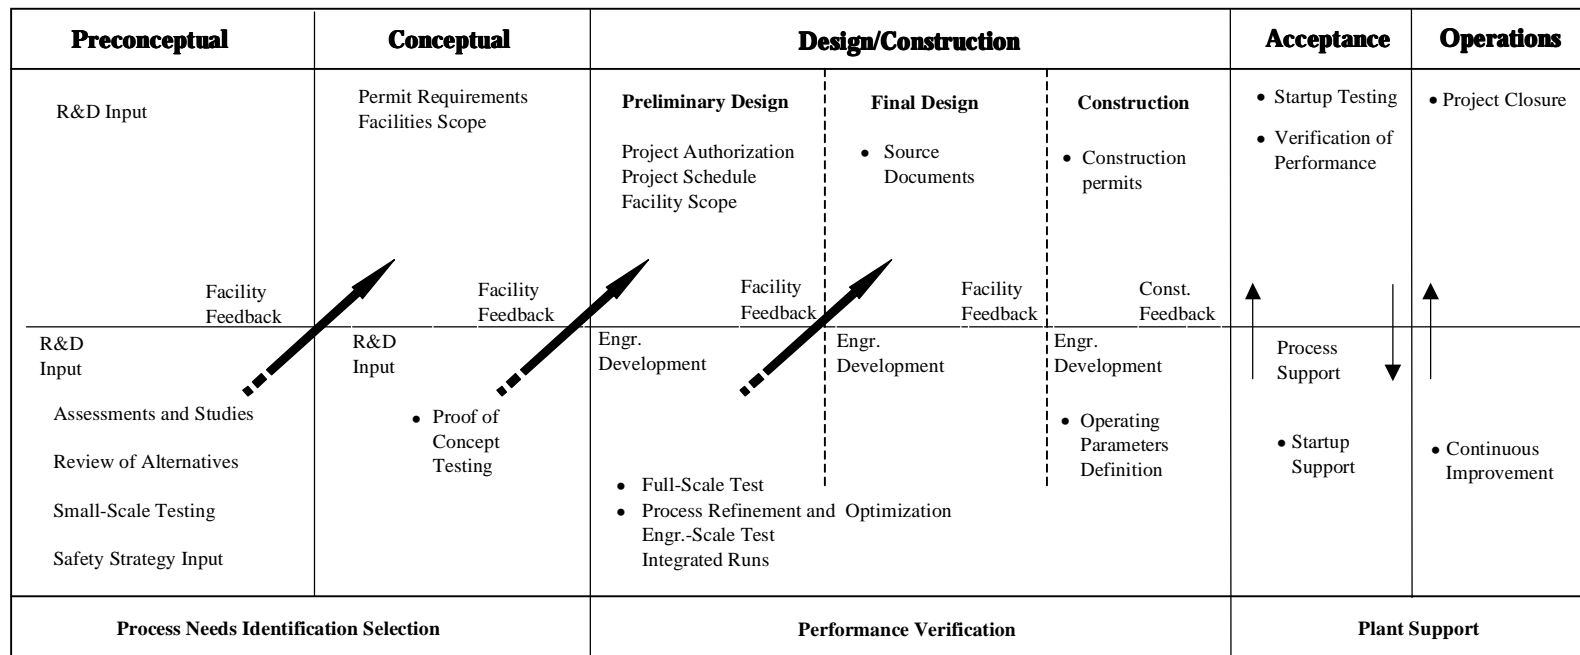 Preconceptual
Conceptual
Design/Construction
Acceptance
Operations
R&D Input
Permit Requirements
Facilities Scope
Preliminary Design
Project Authorization
Project Schedule
Facility Scope
Final Design
• Source
Documents
Construction
• Construction
permits
• Startup Testing
• Verification of
Performance
• Project Closure
Facility
Feedback
Facility
Feedback
Facility
Feedback
Facility
Feedback
Const.
Feedback
R&D
Input
Assessments and Studies
Review of Alternatives
Small-Scale Testing
Safety Strategy Input
R&D
Input
• Proof of
Concept
Testing
Engr.
Development
Engr.
Development
Engr.
Development
• Full-Scale Test
• Process Refinement and Optimization
Engr.-Scale Test
Integrated Runs
• Operating
Parameters
Definition
Process
Support
• Startup
Support
• Continuous
Improvement
Process Needs Identification Selection
Performance Verification
Plant Support